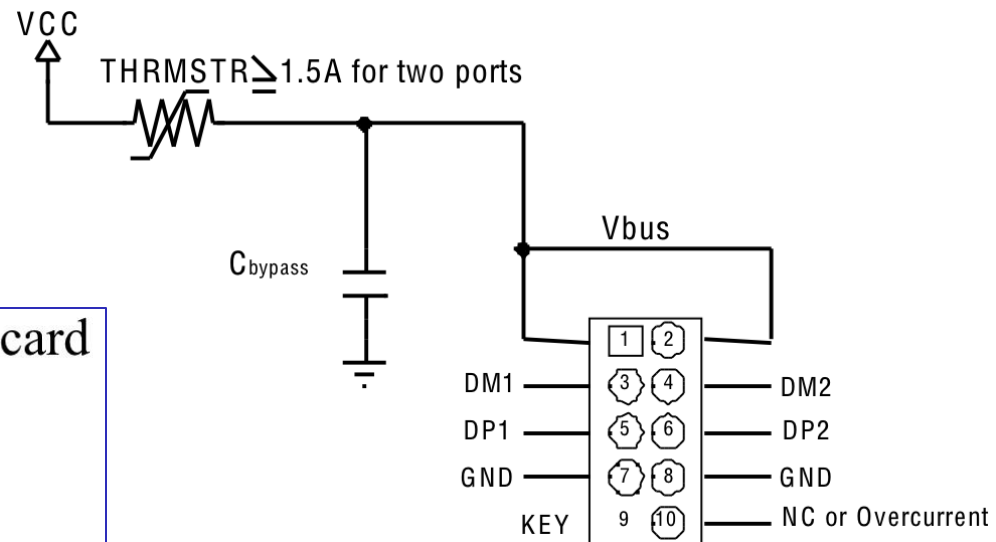 VCC
THRMSTR≥1.5A for two ports
Vbus
Cbypass
card
1 2
DM1 3 4 DM2
DP1 5 6 DP2
GND 7 8 GND
KEY 9 10 NC or Overcurrent